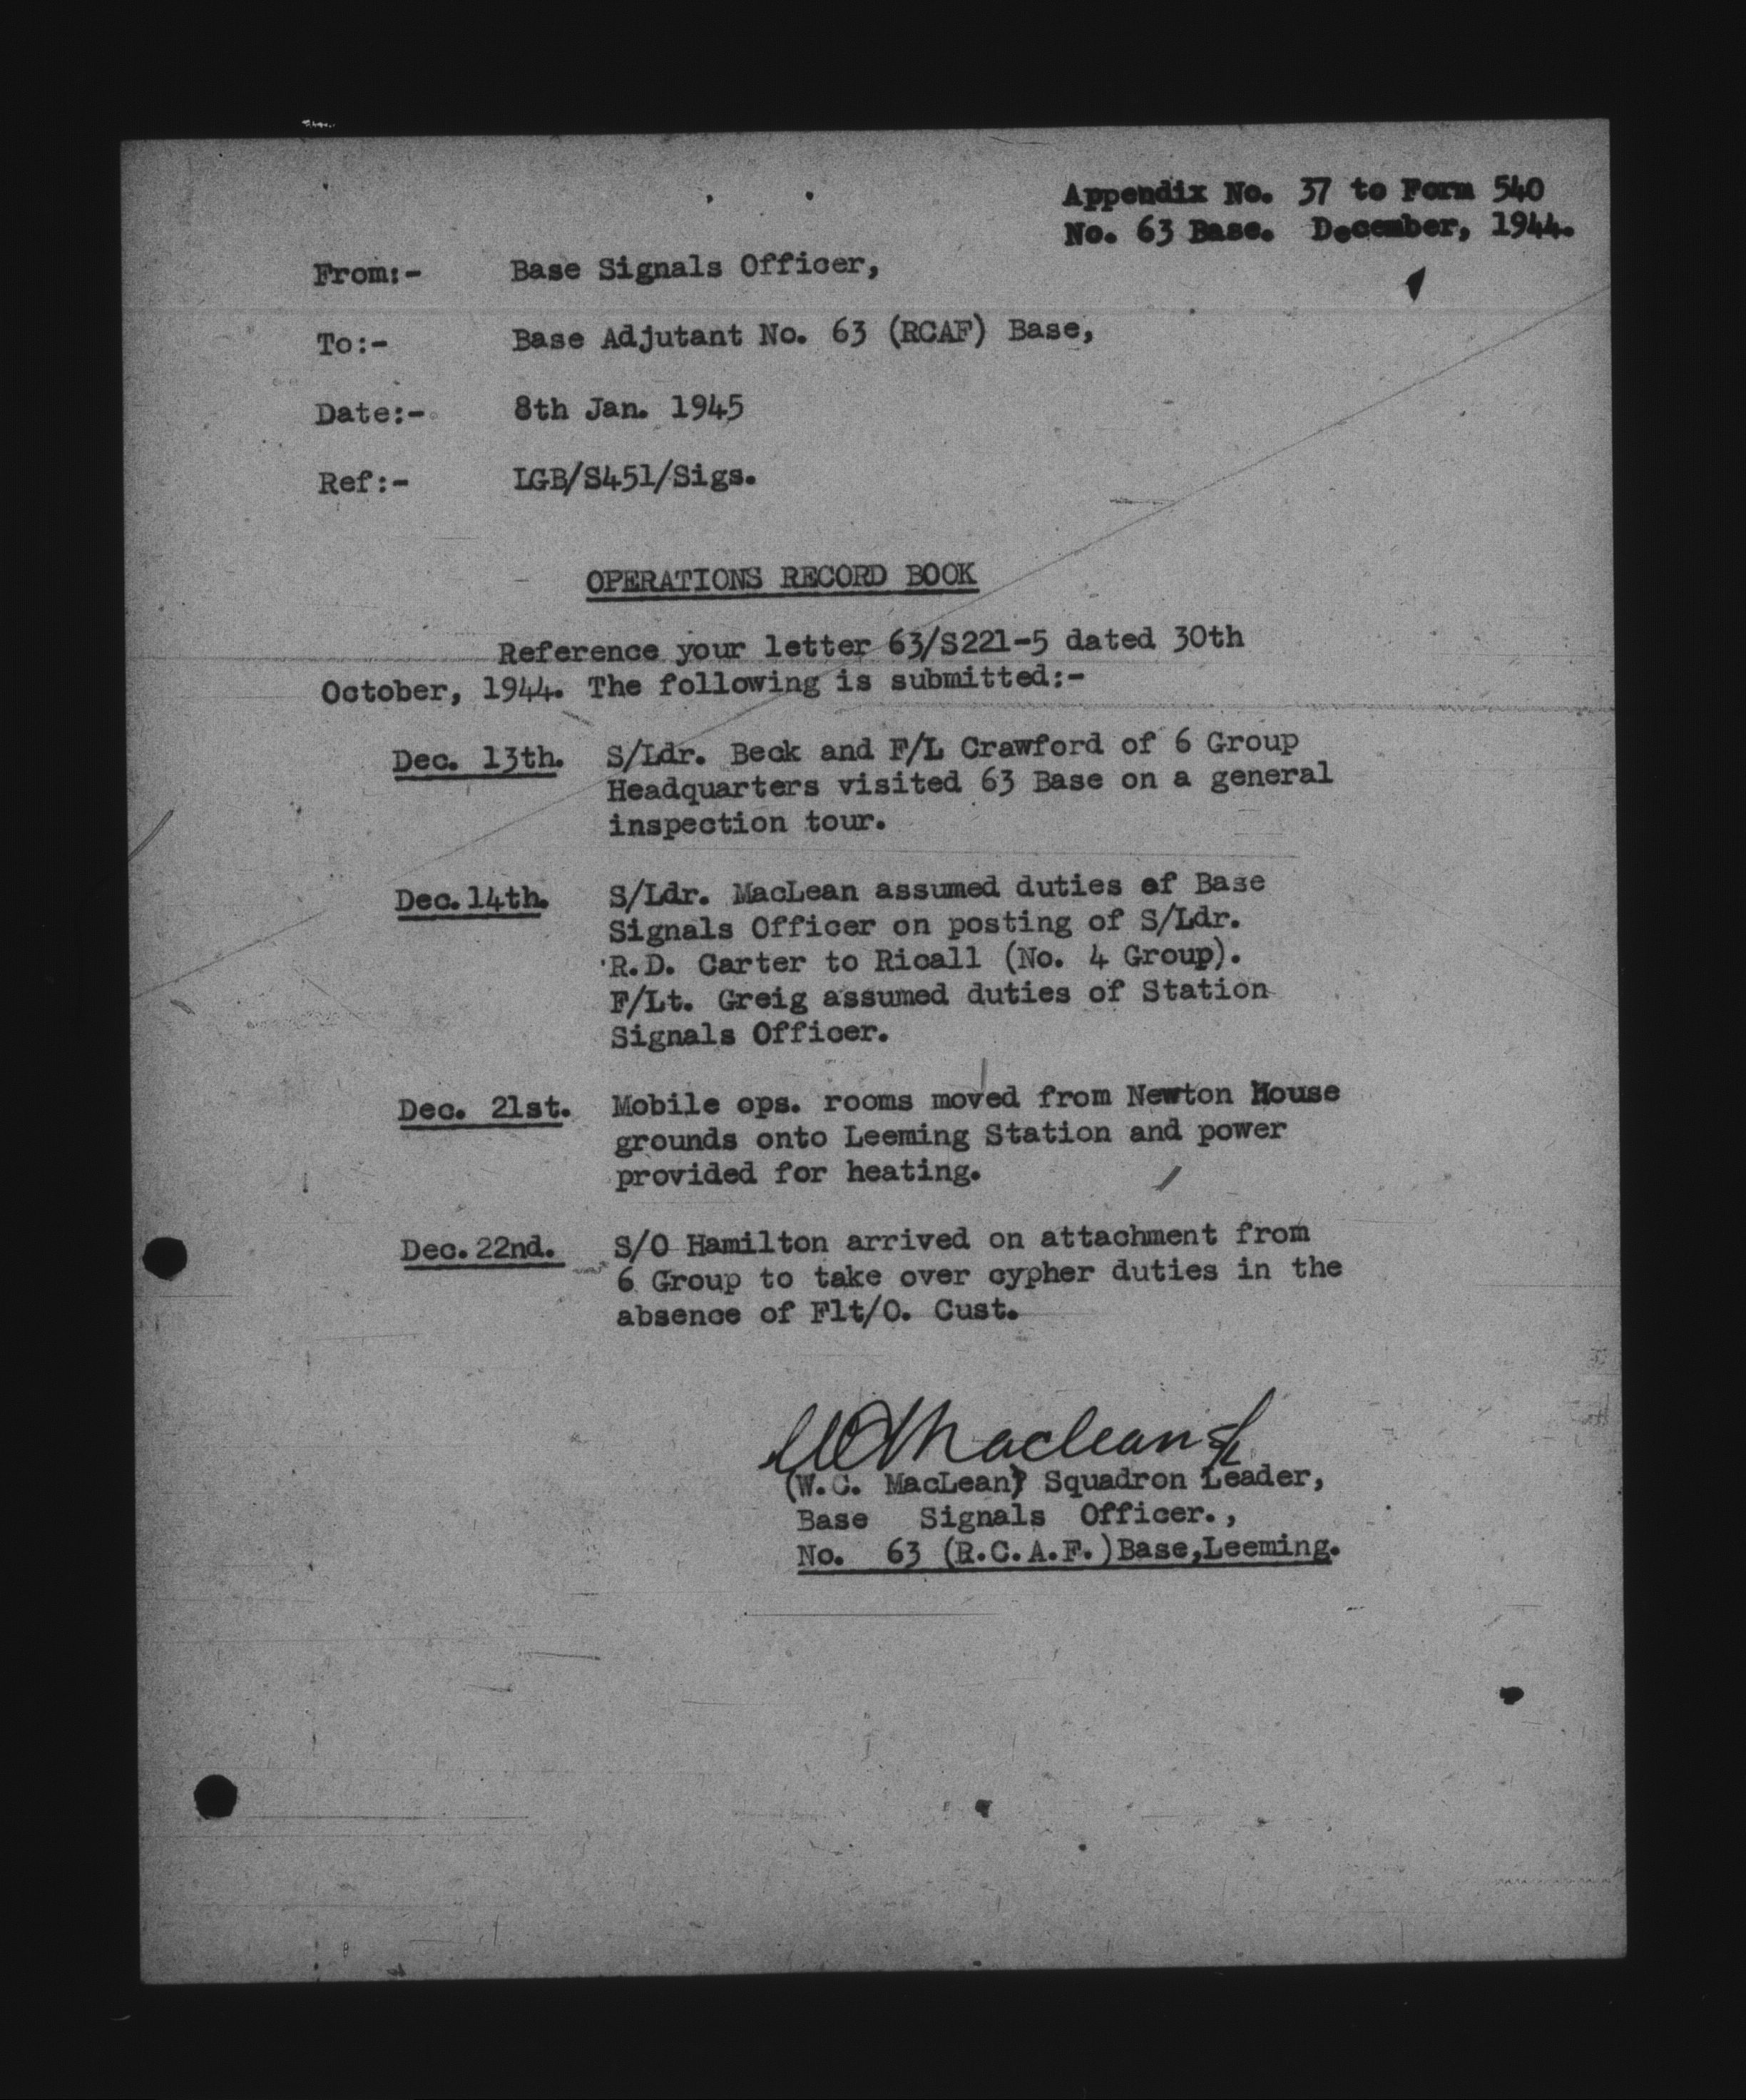 Appendix No. 37 to Form 540
No. 63 Base. December, 1944.
From:- Base Signals Officer,
To:- Base Adjutant No. 63 (RCAF) Base,
Date:- 8th Jan. 1945
Ref:- LGB/S451/Sigs.
OPERATIONS RECORD BOOK
Reference your letter 63/S221-5 dated 30th
October, 1944. The following is submitted:-
Dec. 13th. S/Ldr. Beck and F/L Crawford of 6 Group
Headquarters visited 63 Base on a general
inspection tour.
Dec. 14th. S/Ldr. MacLean assumed duties of Base
Signals Officer on posting of S/Ldr.
R.D. Carter to Ricall (No. 4 Group).
F/Lt. Greig assumed duties of Station
Signals Officer.
Dec. 21st. Mobile ops. rooms moved from Newton House
grounds onto Leeming Station and power
provided for heating.
Dec. 22nd. S/O Hamilton arrived on attachment from
6 Group to take over cypher duties in the
absence of Flt/O. Cust.
WC Maclean S/L
(W.C. MacLean) Squadron Leader,
Base Signals Officer.,
No. 63 (R.C.A.F.)Base,Leeming.